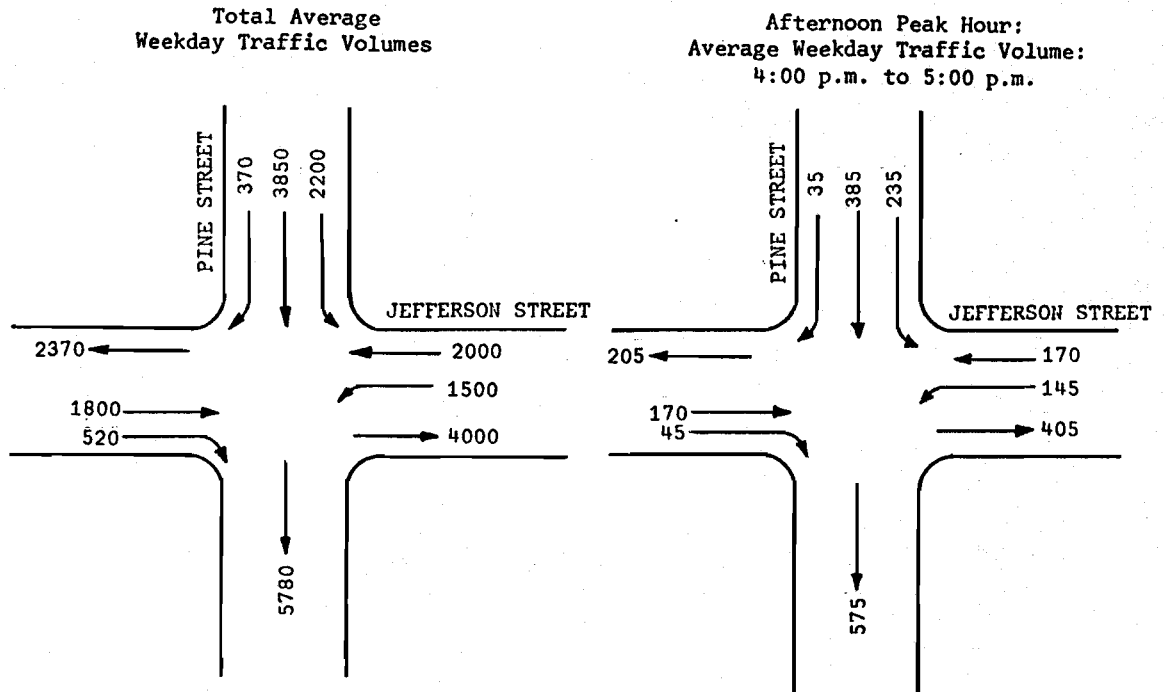 Total Average
Weekday Traffic Volumes
PINE STREET
370
3850
2200
JEFFERSON STREET
2370
2000
1500
1800
520
4000
5780
Afternoon Peak Hour:
Average Weekday Traffic Volume:
4:00 p.m. to 5:00 p.m.
PINE STREET
35
385
235
JEFFERSON STREET
205
170
145
170
45
405
575